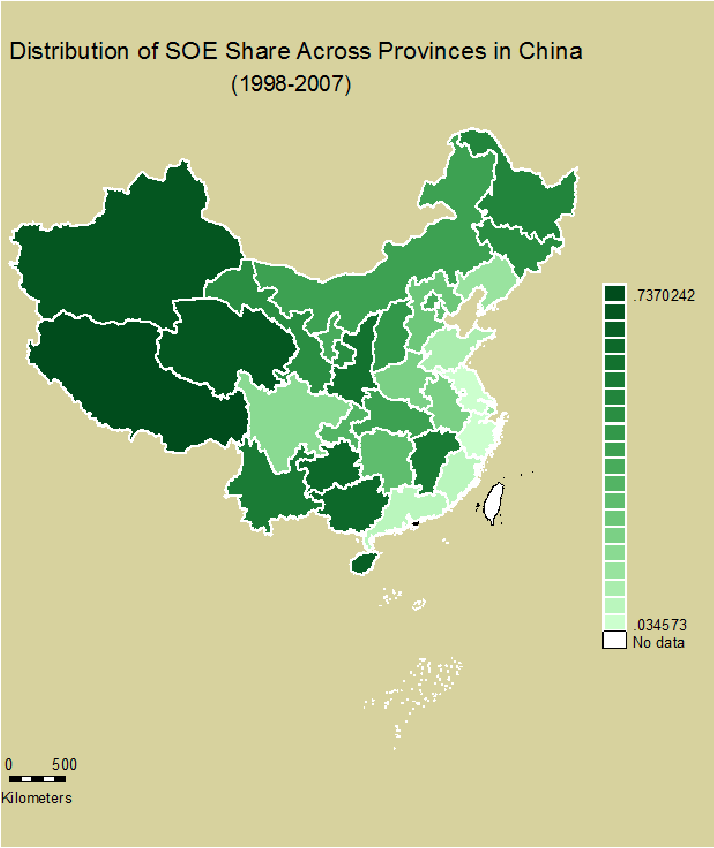 Distribution of SOE Share Across Provinces in China
(1998-2007)
.7370242
.034573
No data
0 500
Kilometers